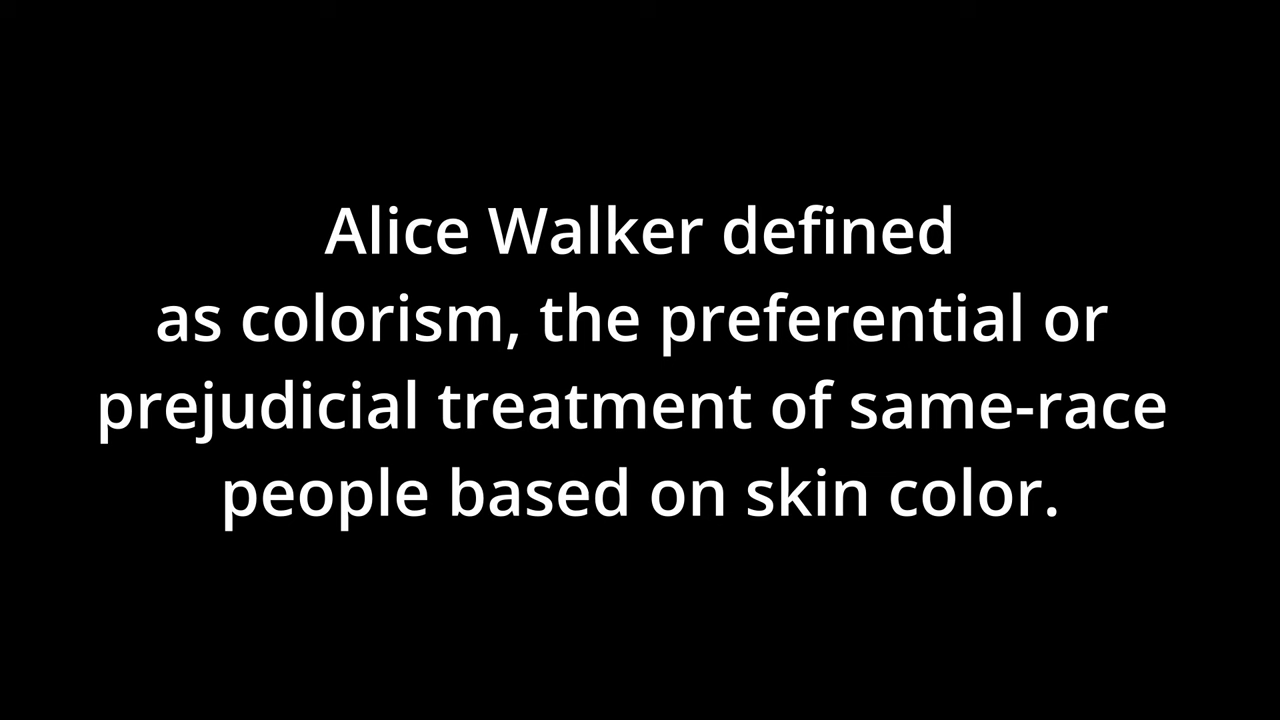 Alice Walker defined
as colorism, the preferential or
prejudicial treatment of same-race
people based on skin color.